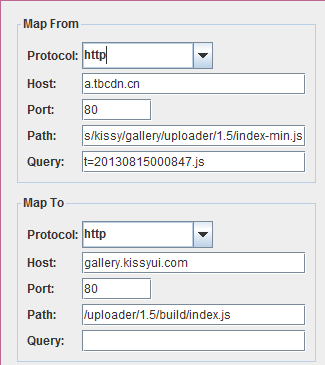 Map From
Protocol: http
Host: a.tbcdn.cn
Port: 80
Path: s/kissy/gallery/uploader/1.5/index-min.js
Query: t=20130815000847.js
Map To
Protocol: http
Host: gallery.kissyui.com
Port: 80
Path: /uploader/1.5/build/index.js
Query: